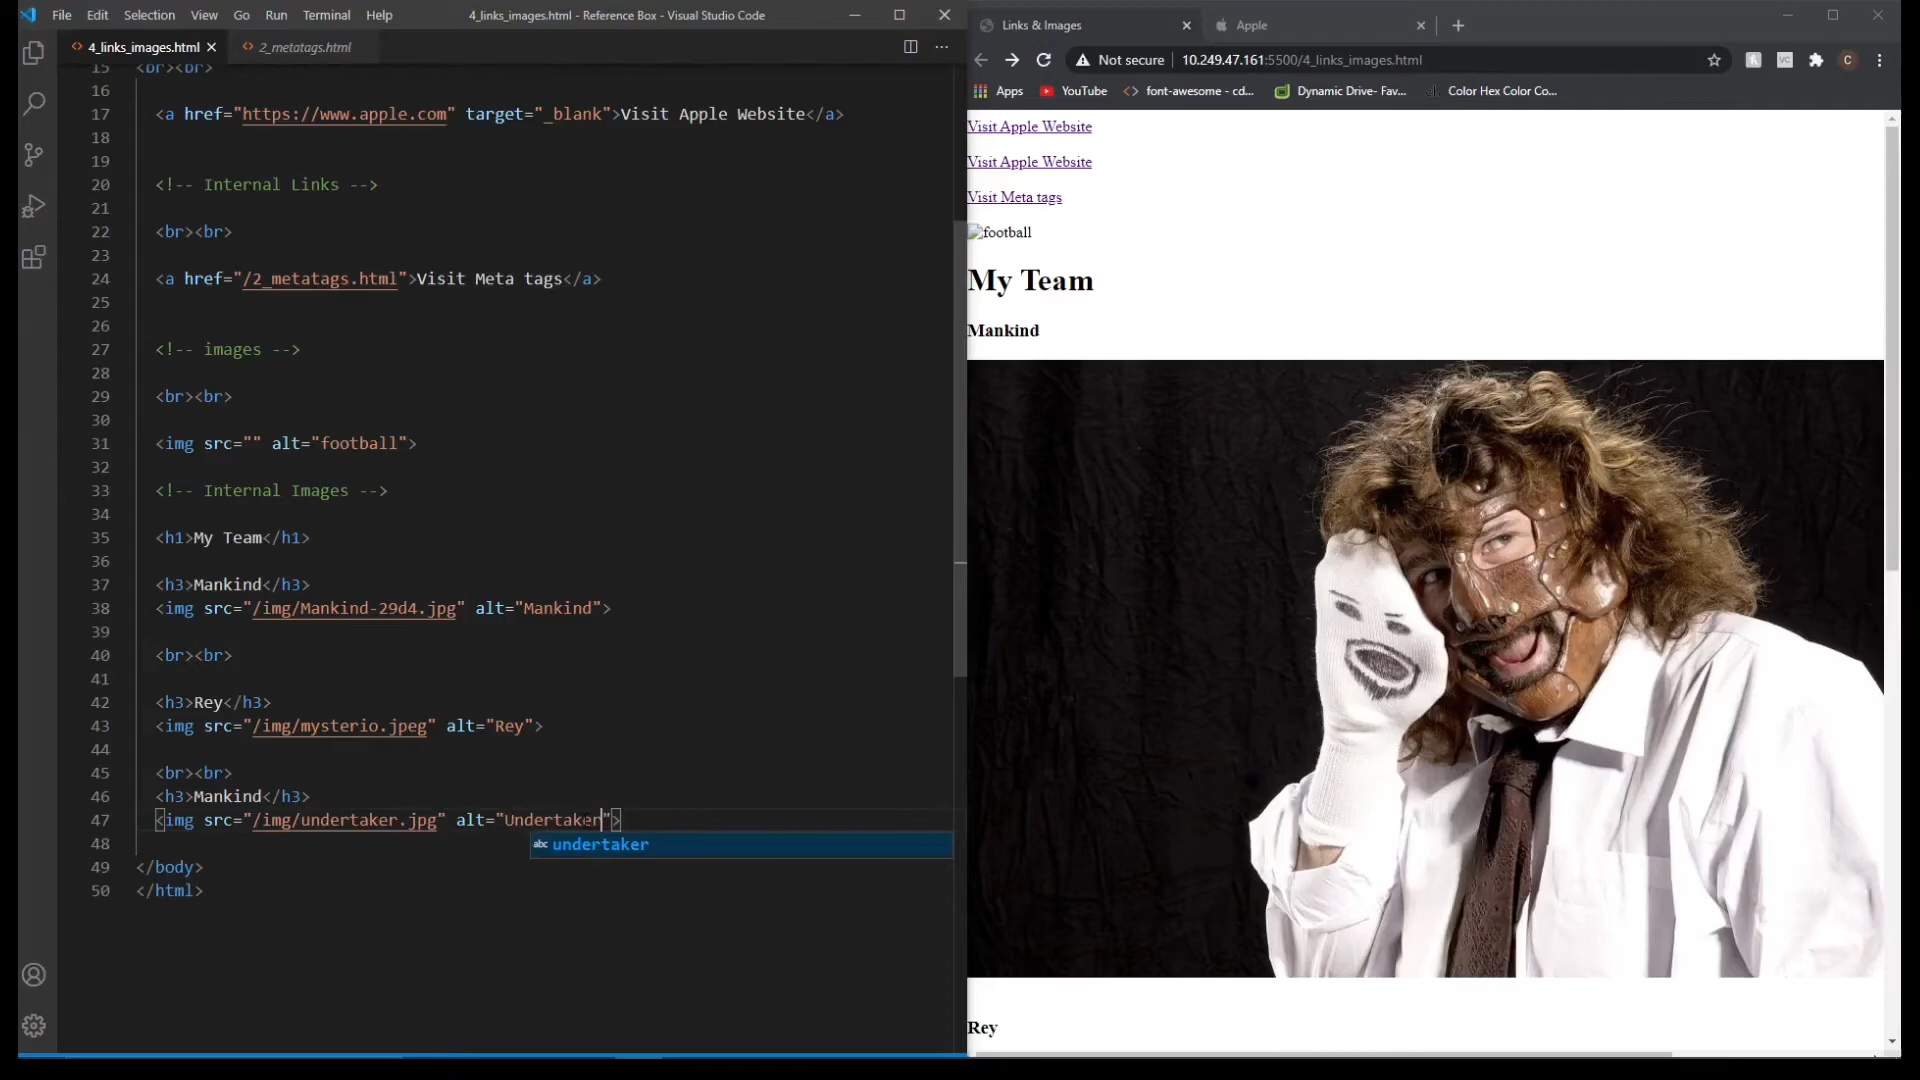 File Edit Selection View Go Run Terminal Help 4_links_images.html - Reference Box - Visual Studio Code
4_links_images.html 2_metatags.html
15 <br><br>
16
17 <a href="https://www.apple.com" target="_blank">Visit Apple Website</a>
18
19
20 <!-- Internal Links -->
21
22 <br><br>
23
24 <a href="/2_metatags.html">Visit Meta tags</a>
25
26
27 <!-- images -->
28
29 <br><br>
30
31 <img src="" alt="football">
32
33 <!-- Internal Images -->
34
35 <h1>My Team</h1>
36
37 <h3>Mankind</h3>
38 <img src="/img/Mankind-29d4.jpg" alt="Mankind">
39
40 <br><br>
41
42 <h3>Rey</h3>
43 <img src="/img/mysterio.jpeg" alt="Rey">
44
45 <br><br>
46 <h3>Mankind</h3>
47 <img src="/img/undertaker.jpg" alt="Undertaker">
abc undertaker
48
49 </body>
50 </html>
Links & Images Apple
Not secure 10.249.47.161:5500/4_links_images.html VC C
Apps YouTube font-awesome - cd... Dynamic Drive- Fav... Color Hex Color Co...
Visit Apple Website
Visit Apple Website
Visit Meta tags
football
My Team
Mankind
Rey